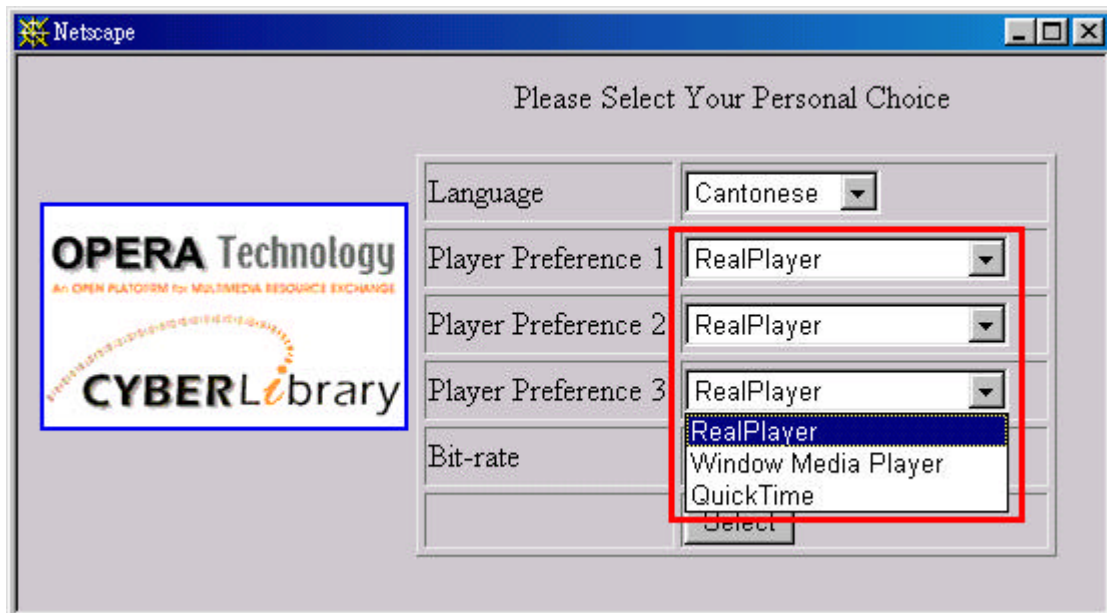 Netscape
Please Select Your Personal Choice
OPERA Technology
An OPEN PLATFORM for MULTIMEDIA RESOURCE EXCHANGE
CYBERLibrary
Language Cantonese
Player Preference 1 RealPlayer
Player Preference 2 RealPlayer
Player Preference 3 RealPlayer
RealPlayer
Window Media Player
QuickTime
Bit-rate
Select